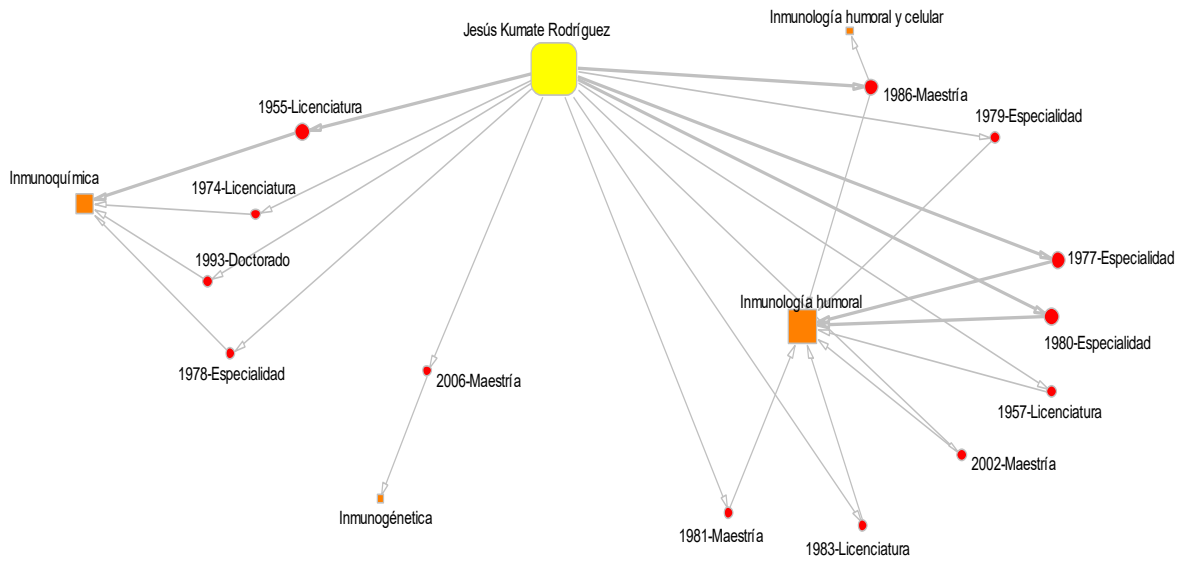 Inmunología humoral y celular
Jesús Kumate Rodríguez
1986-Maestría
1955-Licenciatura
1979-Especialidad
Inmunoquímica
1974-Licenciatura
1993-Doctorado
1977-Especialidad
Inmunología humoral
1980-Especialidad
1978-Especialidad
2006-Maestría
1957-Licenciatura
2002-Maestría
Inmunogénetica
1981-Maestría
1983-Licenciatura